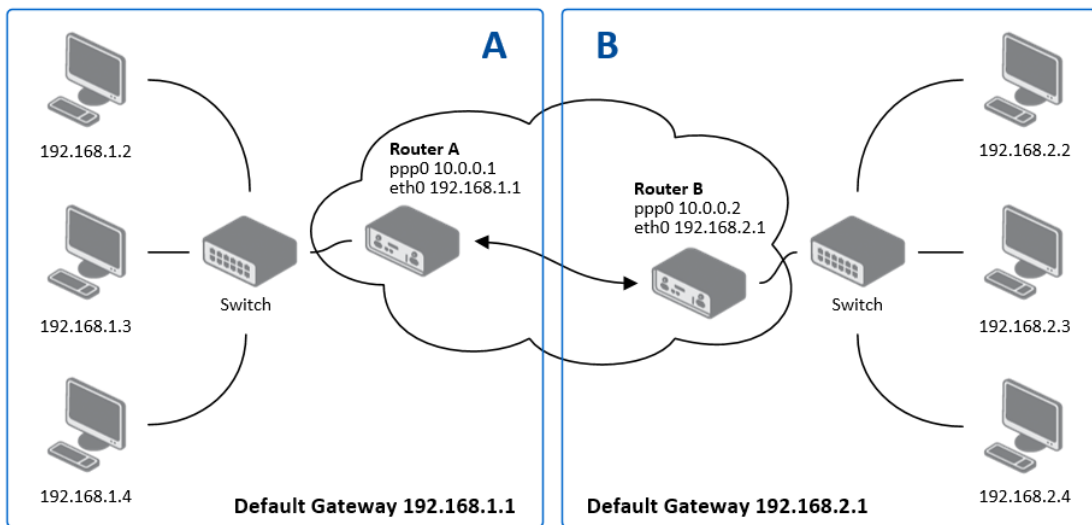 A
B
192.168.1.2
192.168.1.3
192.168.1.4
Switch
Router A
ppp0 10.0.0.1
eth0 192.168.1.1
Default Gateway 192.168.1.1
Router B
ppp0 10.0.0.2
eth0 192.168.2.1
Switch
192.168.2.2
192.168.2.3
192.168.2.4
Default Gateway 192.168.2.1